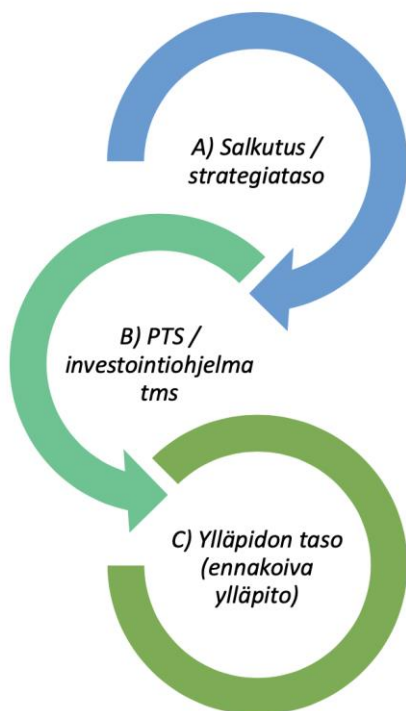 A) Salkutus /
strategiataso
B) PTS /
investointiohjelma
tms
C) Ylläpidon taso
(ennakoiva
ylläpito)